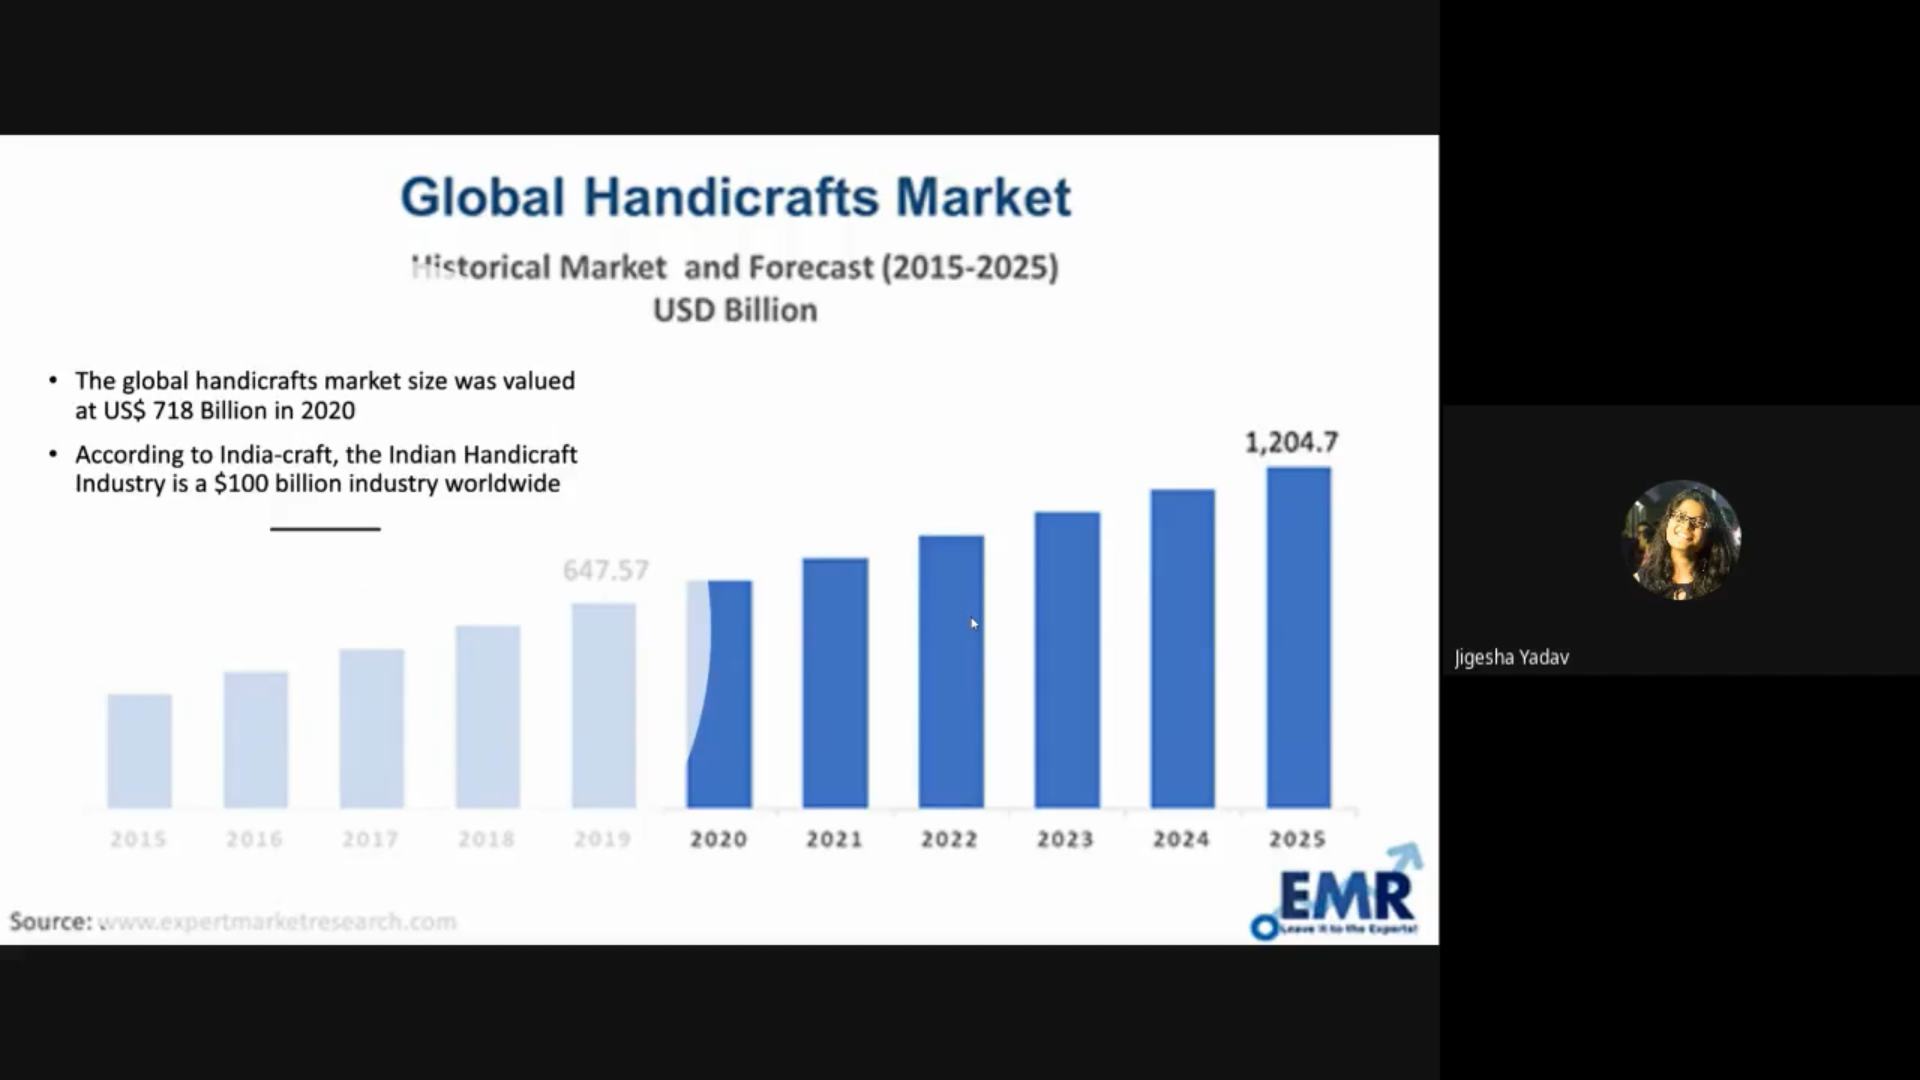 Global Handicrafts Market
Historical Market and Forecast (2015-2025)
USD Billion
• The global handicrafts market size was valued
at US$ 718 Billion in 2020
• According to India-craft, the Indian Handicraft
Industry is a $100 billion industry worldwide
1,204.7
647.57
2015 2016 2017 2018 2019 2020 2021 2022 2023 2024 2025
Source: www.expertmarketresearch.com
EMR
Leave it to the Experts!
Jigesha Yadav